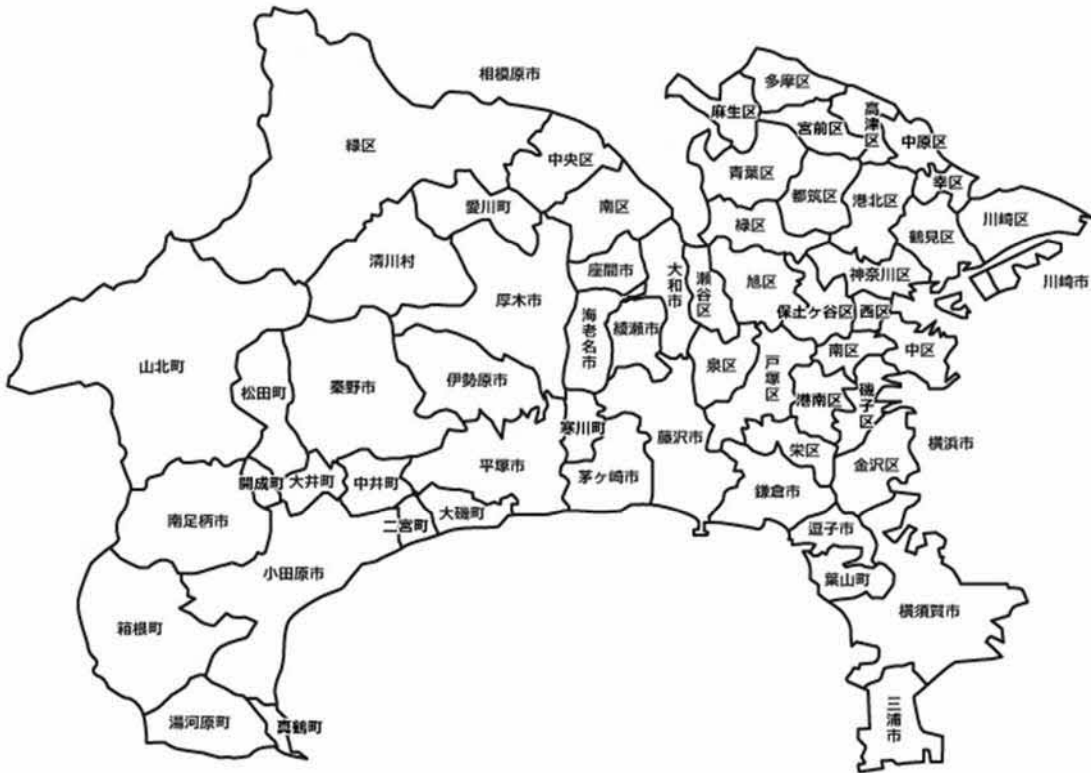 相模原市
緑区
中央区
南区
愛川町
清川村
厚木市
座間市
大和市
海老名市
綾瀬市
山北町
松田町
秦野市
伊勢原市
寒川町
藤沢市
茅ヶ崎市
平塚市
開成町
大井町
中井町
南足柄市
二宮町
大磯町
小田原市
箱根町
湯河原町
真鶴町
多摩区
麻生区
宮前区
高津区
中原区
幸区
川崎区
川崎市
青葉区
都筑区
港北区
緑区
鶴見区
神奈川区
瀬谷区
旭区
保土ヶ谷区
西区
中区
南区
泉区
戸塚区
港南区
磯子区
栄区
金沢区
横浜市
鎌倉市
逗子市
葉山町
横須賀市
三浦市